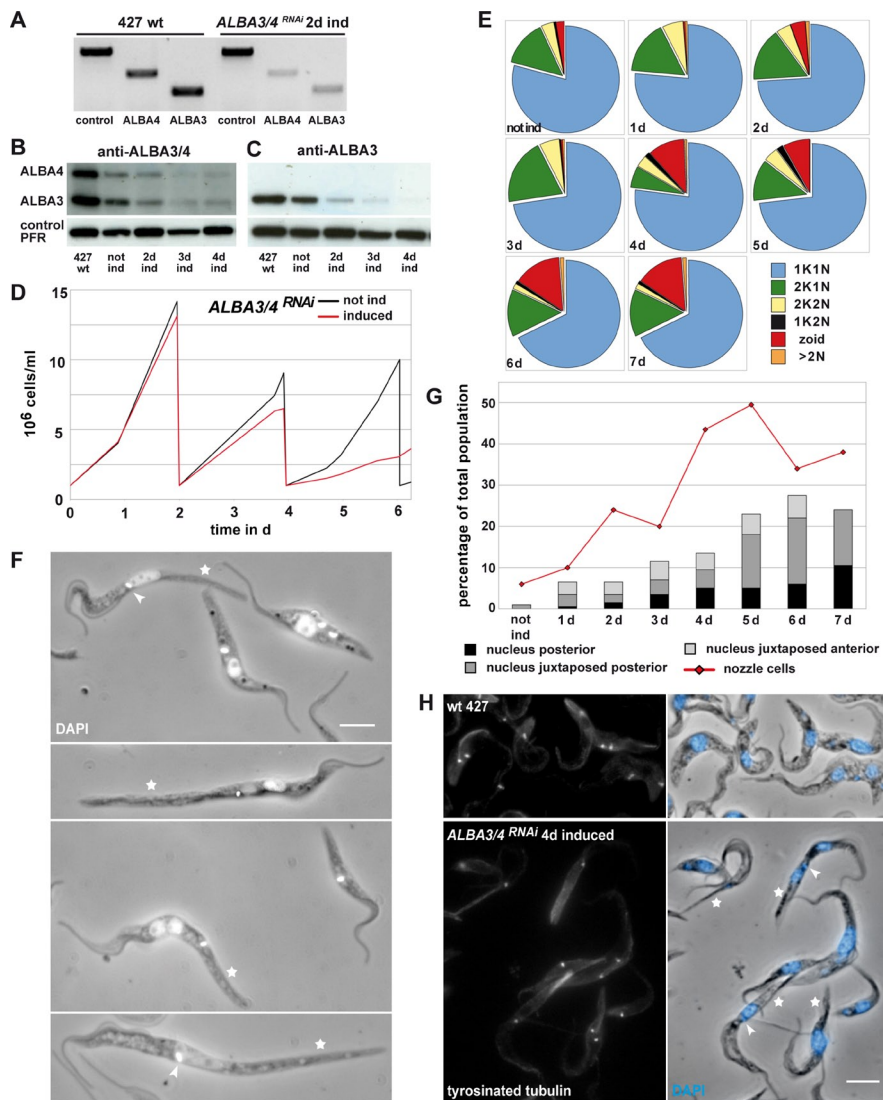 A
427 wt
ALBA3/4 RNAi 2d ind
control ALBA4 ALBA3 control ALBA4 ALBA3
B
anti-ALBA3/4
ALBA4
ALBA3
control
PFR
427 wt
not ind
2d ind
3d ind
4d ind
C
anti-ALBA3
427 wt
not ind
2d ind
3d ind
4d ind
D
ALBA3/4 RNAi
not ind
induced
10⁶ cells/ml
15
10
5
0
0 1 2 3 4 5 6
time in d
E
not ind
1 d
2 d
3 d
4 d
5 d
6 d
7 d
1K1N
2K1N
2K2N
1K2N
zoid
>2N
F
DAPI
G
percentage of total population
50
40
30
20
10
0
not ind
1 d 2 d 3 d 4 d 5 d 6 d 7 d
nucleus posterior
nucleus juxtaposed anterior
nucleus juxtaposed posterior
nozzle cells
H
wt 427
ALBA3/4 RNAi 4d induced
tyrosinated tubulin
DAPI